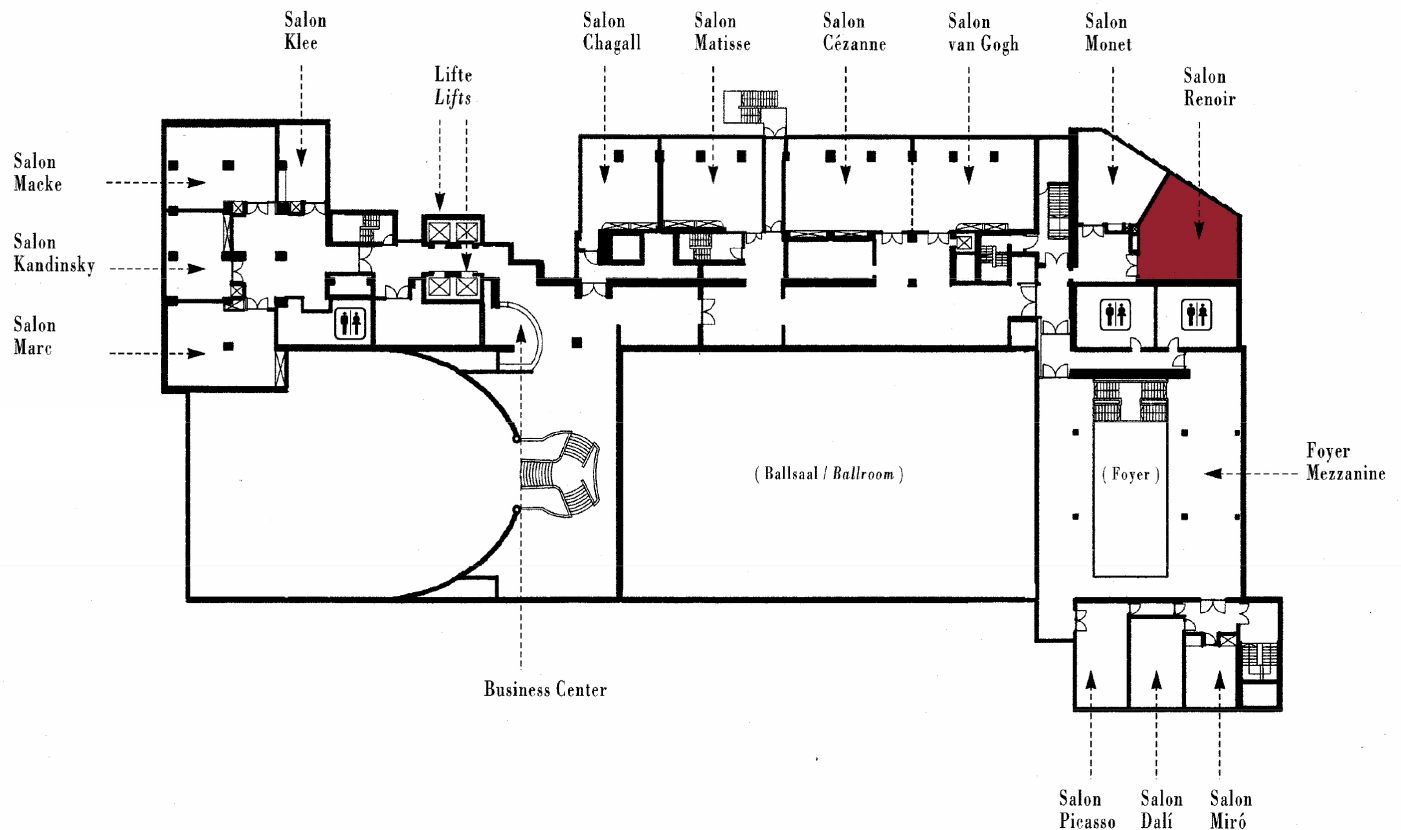 Salon
Klee
Lifte
Lifts
Salon
Chagall
Salon
Matisse
Salon
Cézanne
Salon
van Gogh
Salon
Monet
Salon
Renoir
Salon
Macke
Salon
Kandinsky
Salon
Marc
( Ballsaal / Ballroom )
( Foyer )
Foyer
Mezzanine
Business Center
Salon
Picasso
Salon
Dalí
Salon
Miró